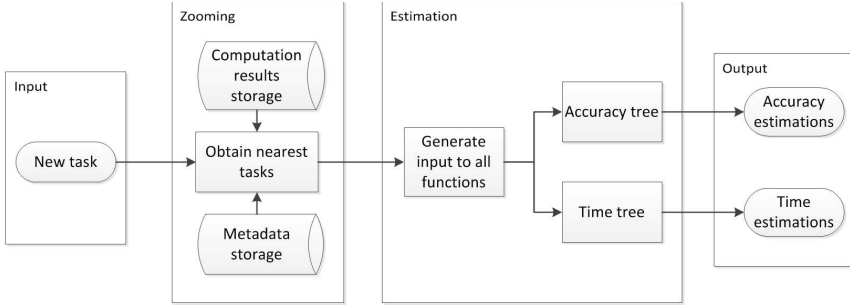 Input
New task
Zooming
Computation
results
storage
Obtain nearest
tasks
Metadada
storage
Estimation
Generate
input to all
functions
Accuracy tree
Time tree
Output
Accuracy
estimations
Time
estimations